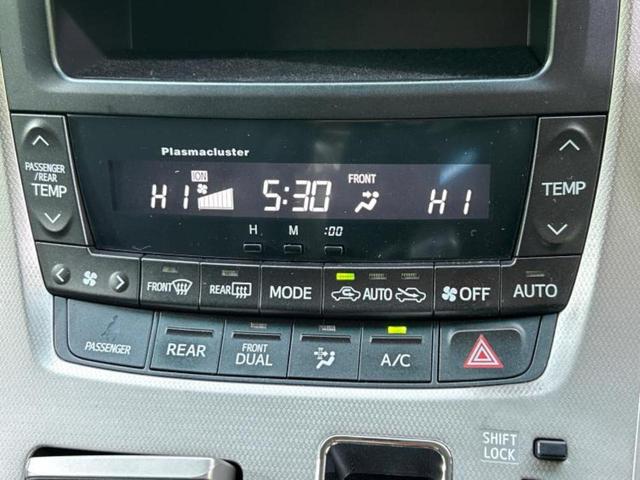 Plasmacluster
PASSENGER
/REAR
TEMP
ION
HI
5:30
FRONT
HI
TEMP
H M :00
FRONT
REAR
MODE
AUTO
OFF
AUTO
PASSENGER
REAR
FRONT
DUAL
A/C
SHIFT
LOCK